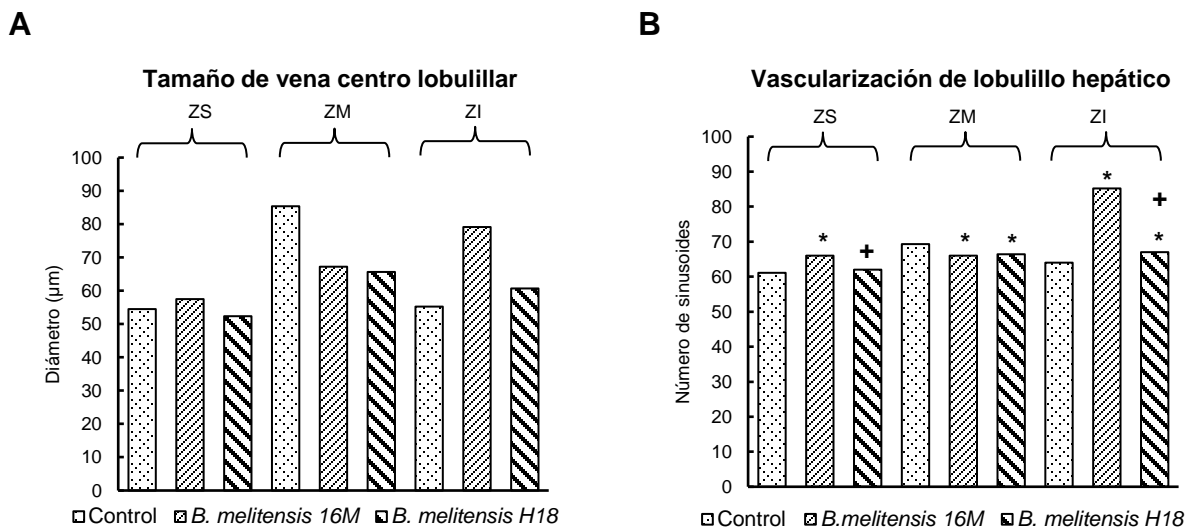 A
Tamaño de vena centro lobulillar
ZS ZM ZI
Diámetro (µm)
100
90
80
70
60
50
40
30
20
10
0
Control B. melitensis 16M B. melitensis H18
B
Vascularización de lobulillo hepático
ZS ZM ZI
Número de sinusoides
100
90
80
70
60
50
40
30
20
10
0
* + * * * + *
Control B.melitensis 16M B. melitensis H18